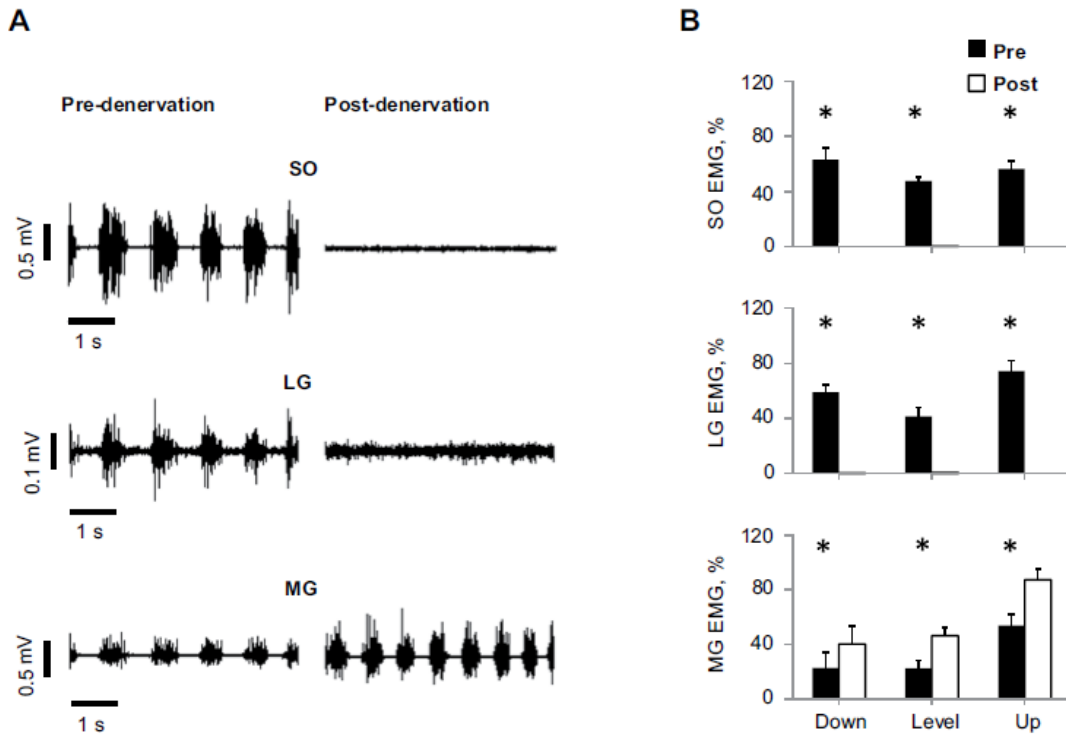 A
Pre-denervation Post-denervation
SO
0.5 mV
1 s
LG
0.1 mV
1 s
MG
0.5 mV
1 s
B
Pre
Post
120
80
40
0
SO EMG, %
* * *
120
80
40
0
LG EMG, %
* * *
120
80
40
0
MG EMG, %
* * *
Down Level Up